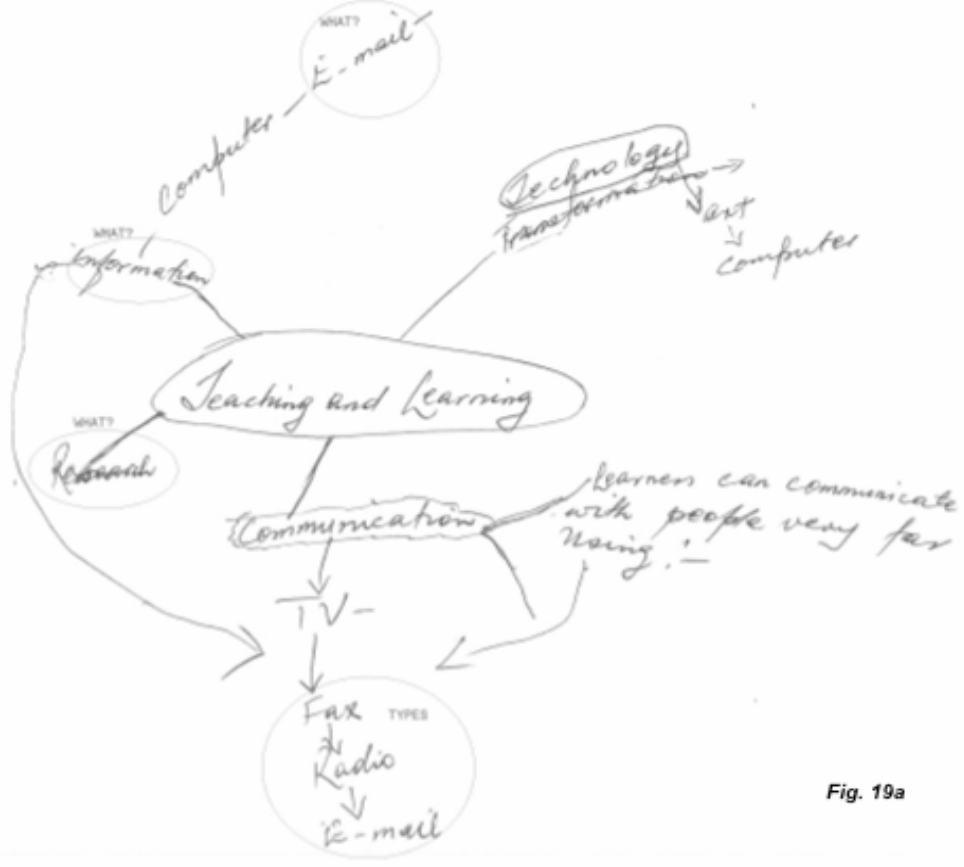 WHAT?
E-mail-
computer
Technology
Transformation
art
computer
WHAT?
Information
Teaching and Learning
WHAT?
Research
Communication
Learners can communicate
with people very far
Using :-
TV-
Fax TYPES
Radio
E-mail
Fig. 19a